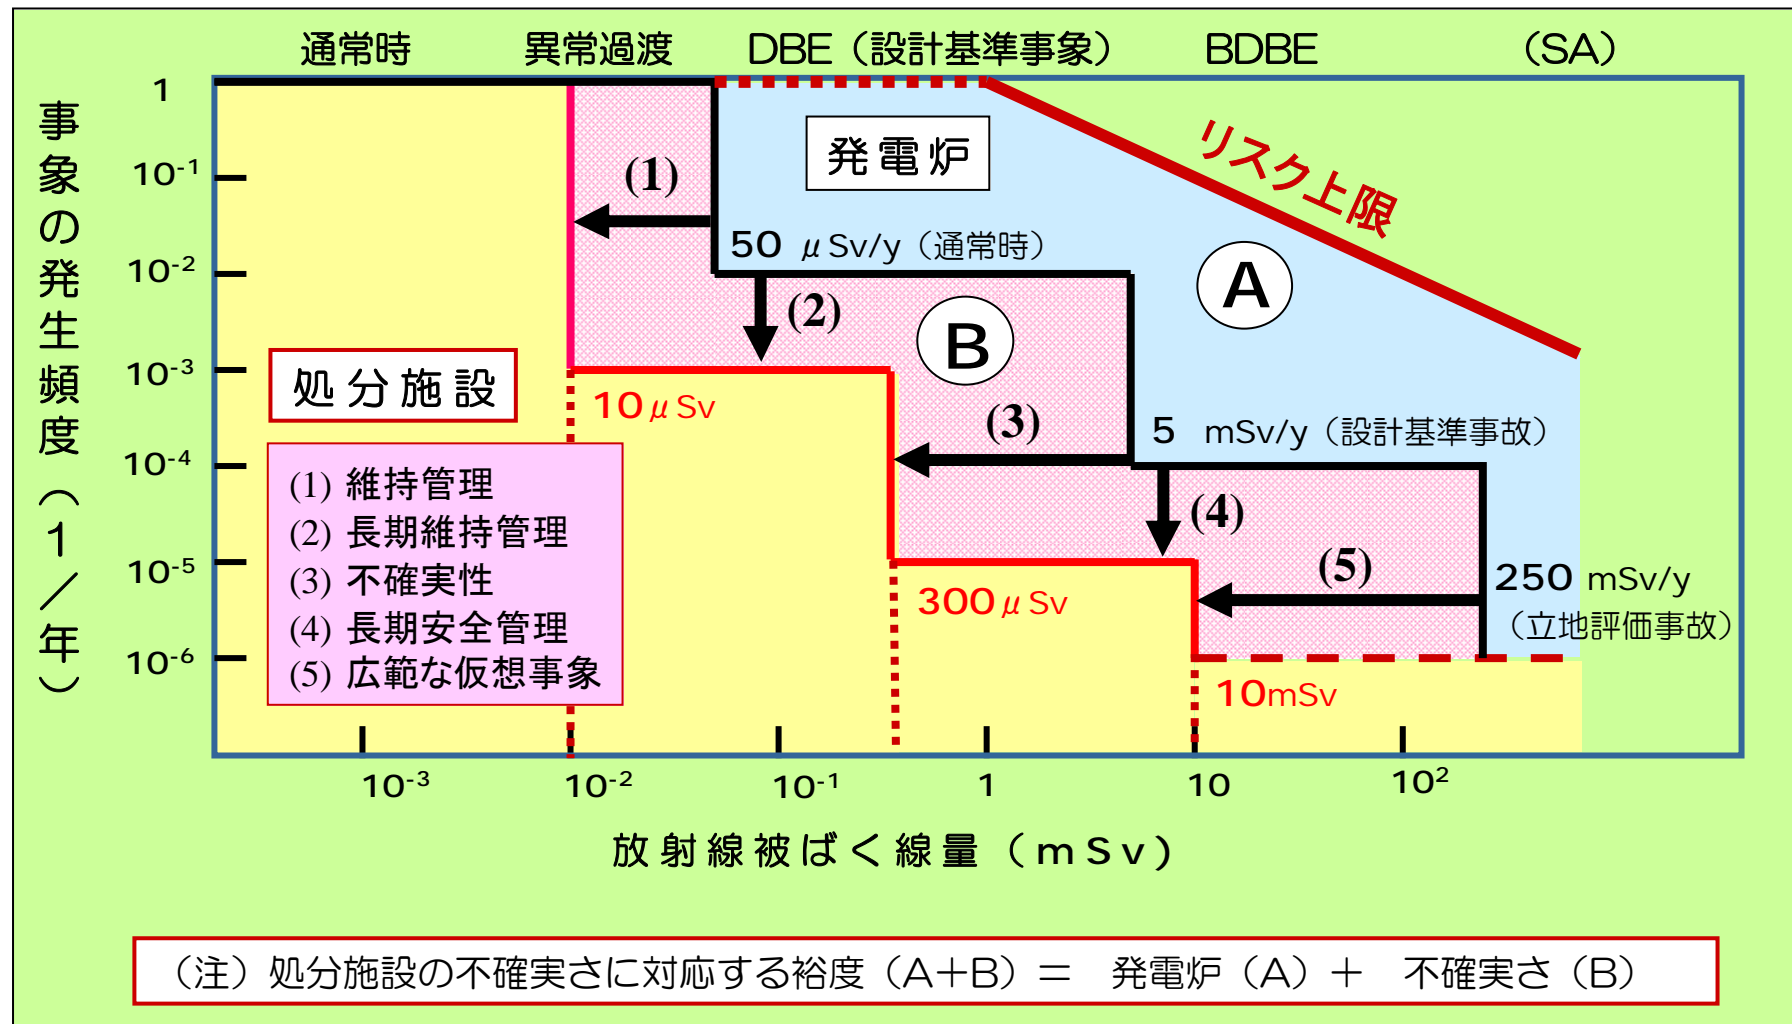 通常時 異常過渡 DBE（設計基準事象） BDBE （SA）
事象の発生頻度（1／年）
1
10⁻¹
10⁻²
10⁻³
10⁻⁴
10⁻⁵
10⁻⁶
発電炉
リスク上限
(1)
50 μSv/y（通常時）
A
(2)
B
処分施設
10μSv
(3)
5 mSv/y（設計基準事故）
(1) 維持管理
(2) 長期維持管理
(3) 不確実性
(4) 長期安全管理
(5) 広範な仮想事象
(4)
(5)
250 mSv/y
（立地評価事故）
300μSv
10mSv
10⁻³ 10⁻² 10⁻¹ 1 10 10²
放射線被ばく線量（mSv）
（注）処分施設の不確実さに対応する裕度（A+B）＝ 発電炉（A）＋ 不確実さ（B）